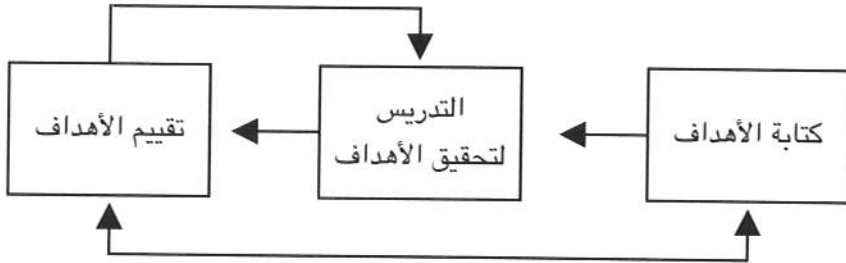 كتابة الأهداف
التدريس
لتحقيق الأهداف
تقييم الأهداف